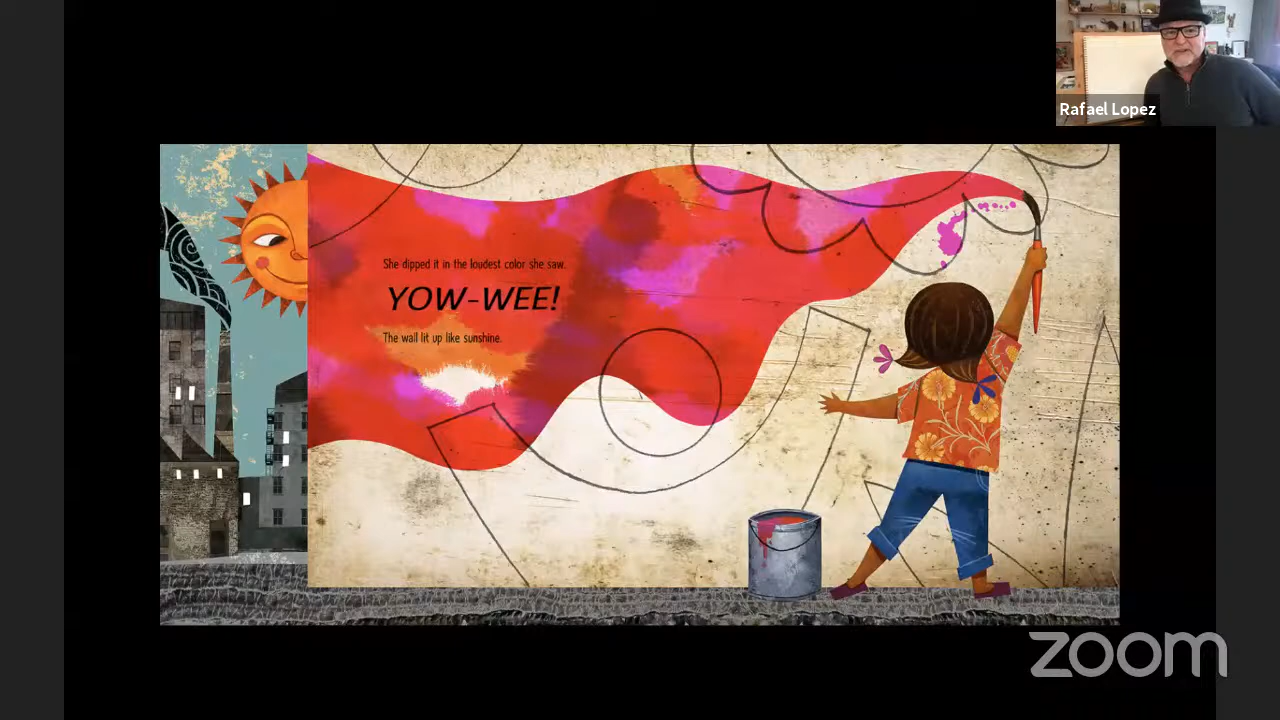 Rafael Lopez
She dipped it in the loudest color she saw.
YOW-WEE!
The wall lit up like sunshine.
zoom